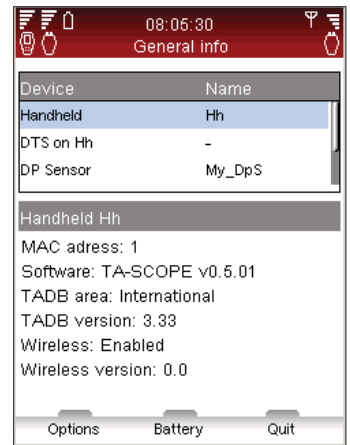 08:05:30
General info
Device Name
Handheld Hh
DTS on Hh -
DP Sensor My_DpS
Handheld Hh
MAC adress: 1
Software: TA-SCOPE v0.5.01
TADB area: International
TADB version: 3.33
Wireless: Enabled
Wireless version: 0.0
Options Battery Quit